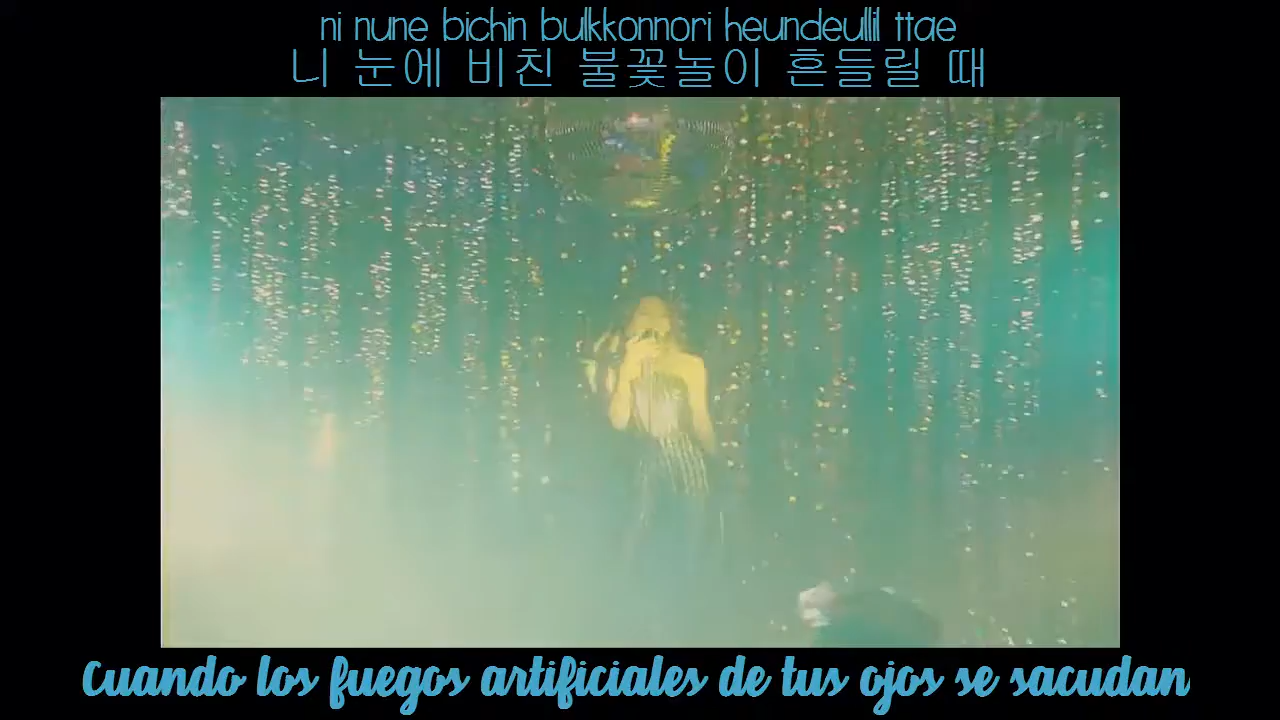 ni nune bichin bulkkonnori heundeullil ttae
니 눈에 비친 불꽃놀이 흔들릴 때
Cuando los fuegos artificiales de tus ojos se sacudan